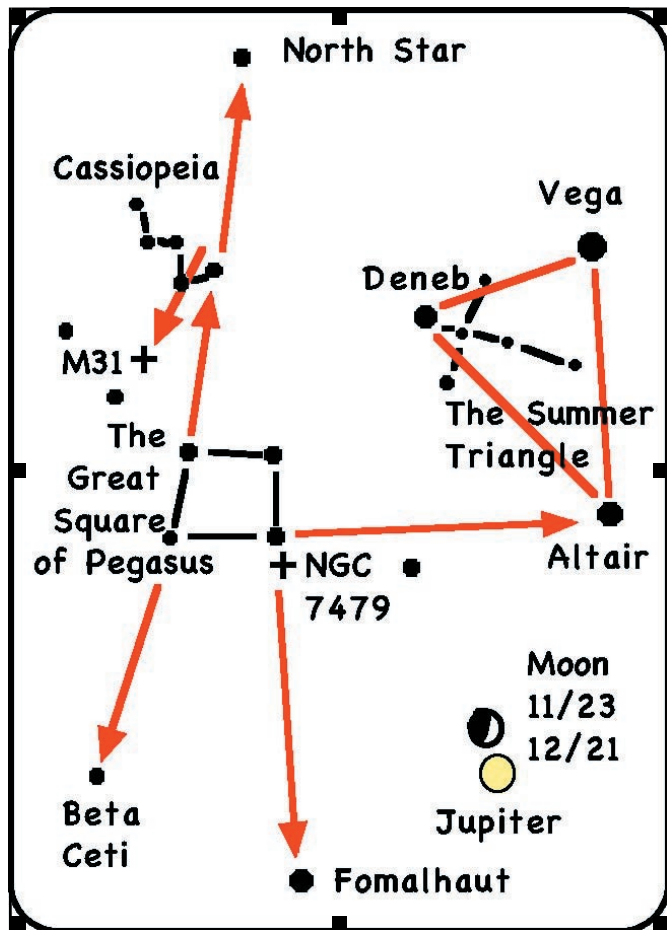 North Star
Cassiopeia
Vega
Deneb
M31
The Summer
Triangle
The
Great
Square
of Pegasus
Altair
NGC
7479
Moon
11/23
12/21
Jupiter
Beta
Ceti
Fomalhaut